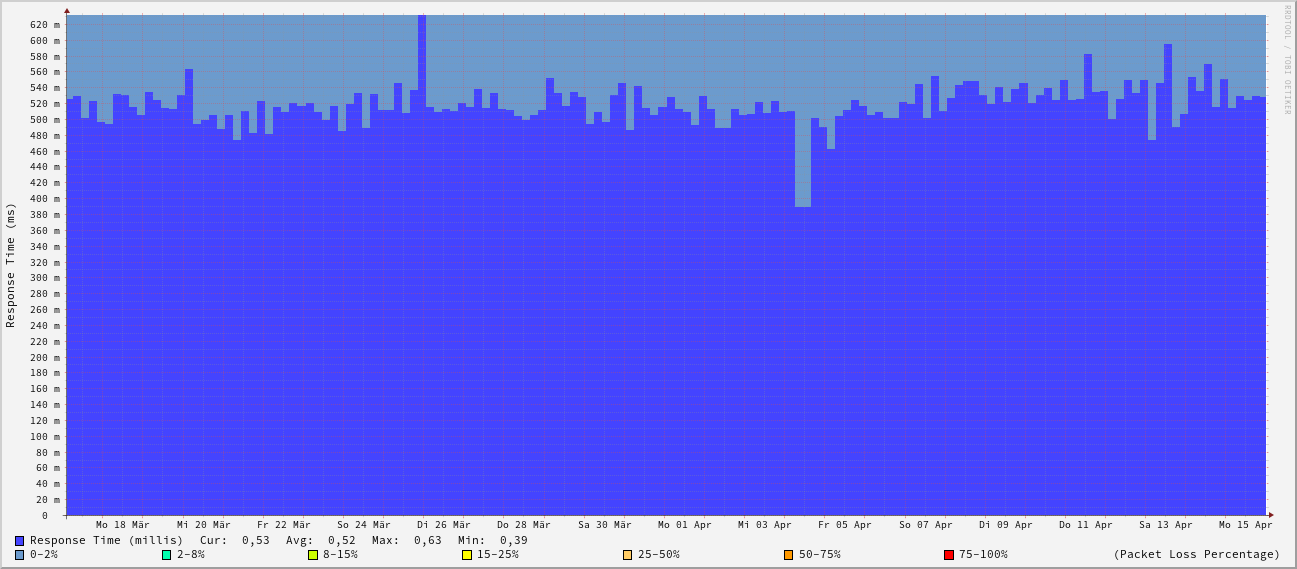 RRDTOOL / TOBI OETIKER
Response Time (ms)
620 m
600 m
580 m
560 m
540 m
520 m
500 m
480 m
460 m
440 m
420 m
400 m
380 m
360 m
340 m
320 m
300 m
280 m
260 m
240 m
220 m
200 m
180 m
160 m
140 m
120 m
100 m
80 m
60 m
40 m
20 m
0
Mo 18 Mär Mi 20 Mär Fr 22 Mär So 24 Mär Di 26 Mär Do 28 Mär Sa 30 Mär Mo 01 Apr Mi 03 Apr Fr 05 Apr So 07 Apr Di 09 Apr Do 11 Apr Sa 13 Apr Mo 15 Apr
Response Time (millis) Cur: 0,53 Avg: 0,52 Max: 0,63 Min: 0,39
0-2% 2-8% 8-15% 15-25% 25-50% 50-75% 75-100% (Packet Loss Percentage)